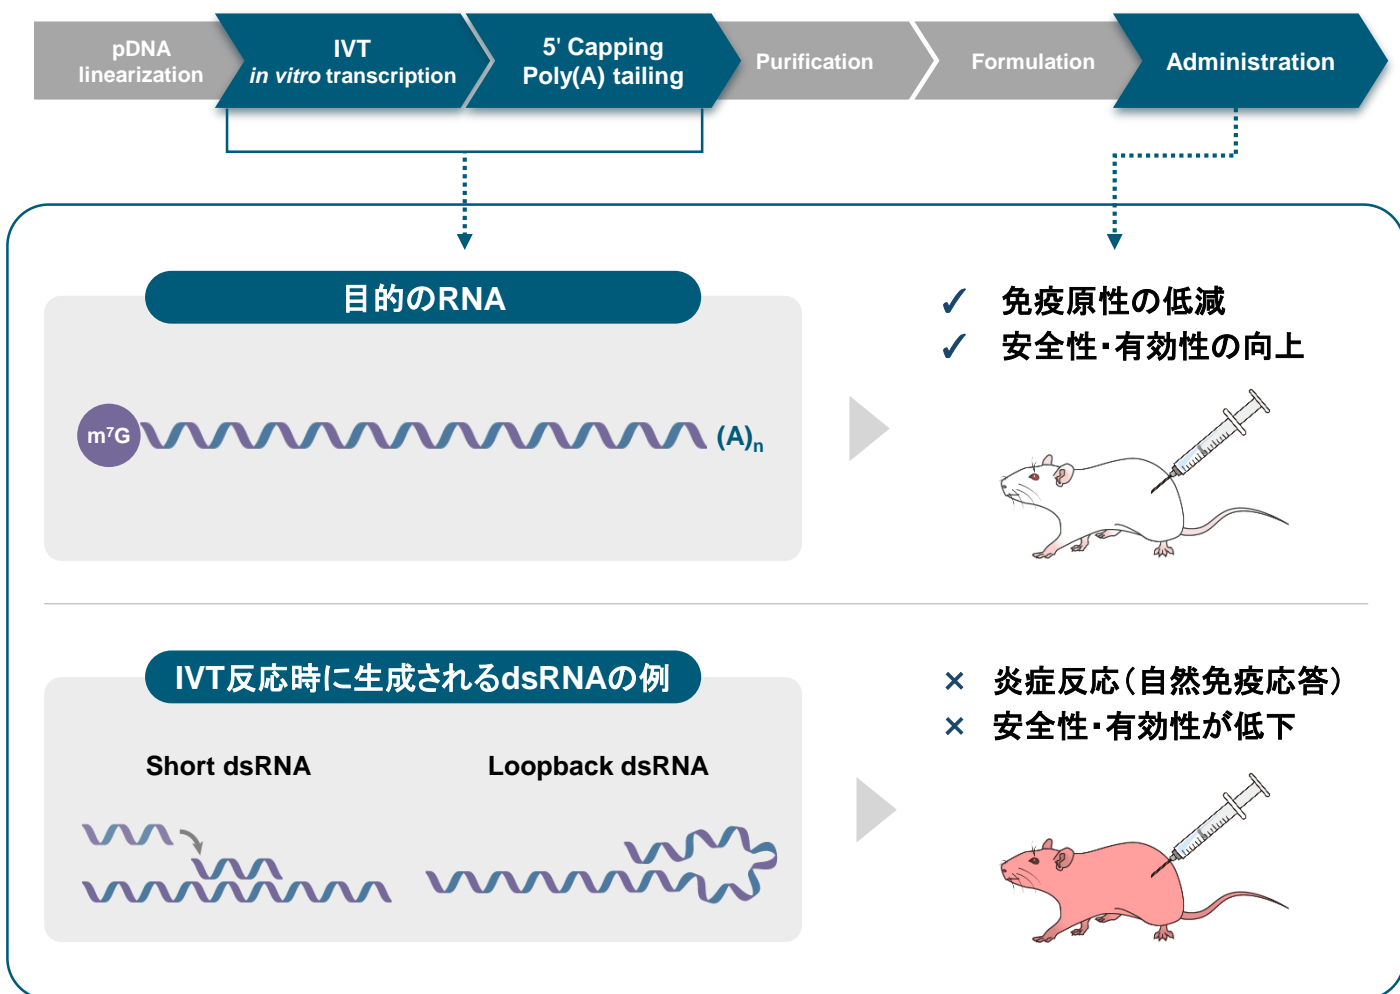 pDNA
linearization
IVT
in vitro transcription
5' Capping
Poly(A) tailing
Purification
Formulation
Administration
目的のRNA
m⁷G
(A)ₙ
✓ 免疫原性の低減
✓ 安全性・有効性の向上
IVT反応時に生成されるdsRNAの例
Short dsRNA
Loopback dsRNA
× 炎症反応（自然免疫応答）
× 安全性・有効性が低下